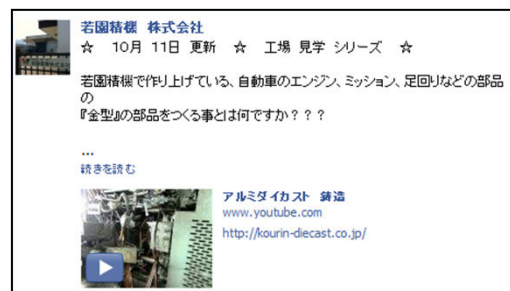 若園精機 株式会社
☆ 10月 11日 更新 ☆ 工場 見学 シリーズ ☆
若園精機で作り上げている、自動車のエンジン、ミッション、足回りなどの部品
の
『金型』の部品をつくる事とは何ですか？？？
...
続きを読む
アルミダイカスト 鋳造
www.youtube.com
http://kourin-diecast.co.jp/